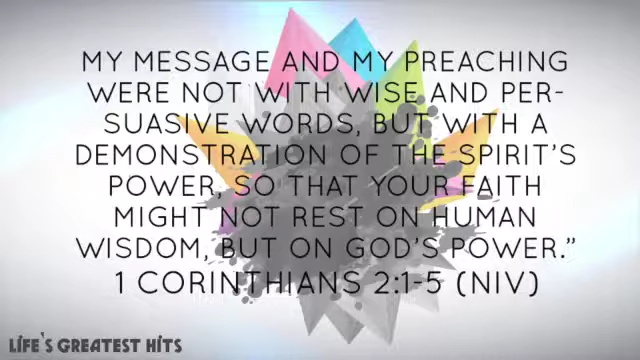 MY MESSAGE AND MY PREACHING
WERE NOT WITH WISE AND PER-
SUASIVE WORDS, BUT WITH A
DEMONSTRATION OF THE SPIRIT'S
POWER, SO THAT YOUR FAITH
MIGHT NOT REST ON HUMAN
WISDOM, BUT ON GOD'S POWER.”
1 CORINTHIANS 2:1-5 (NIV)
LIFE`S GREATEST HITS